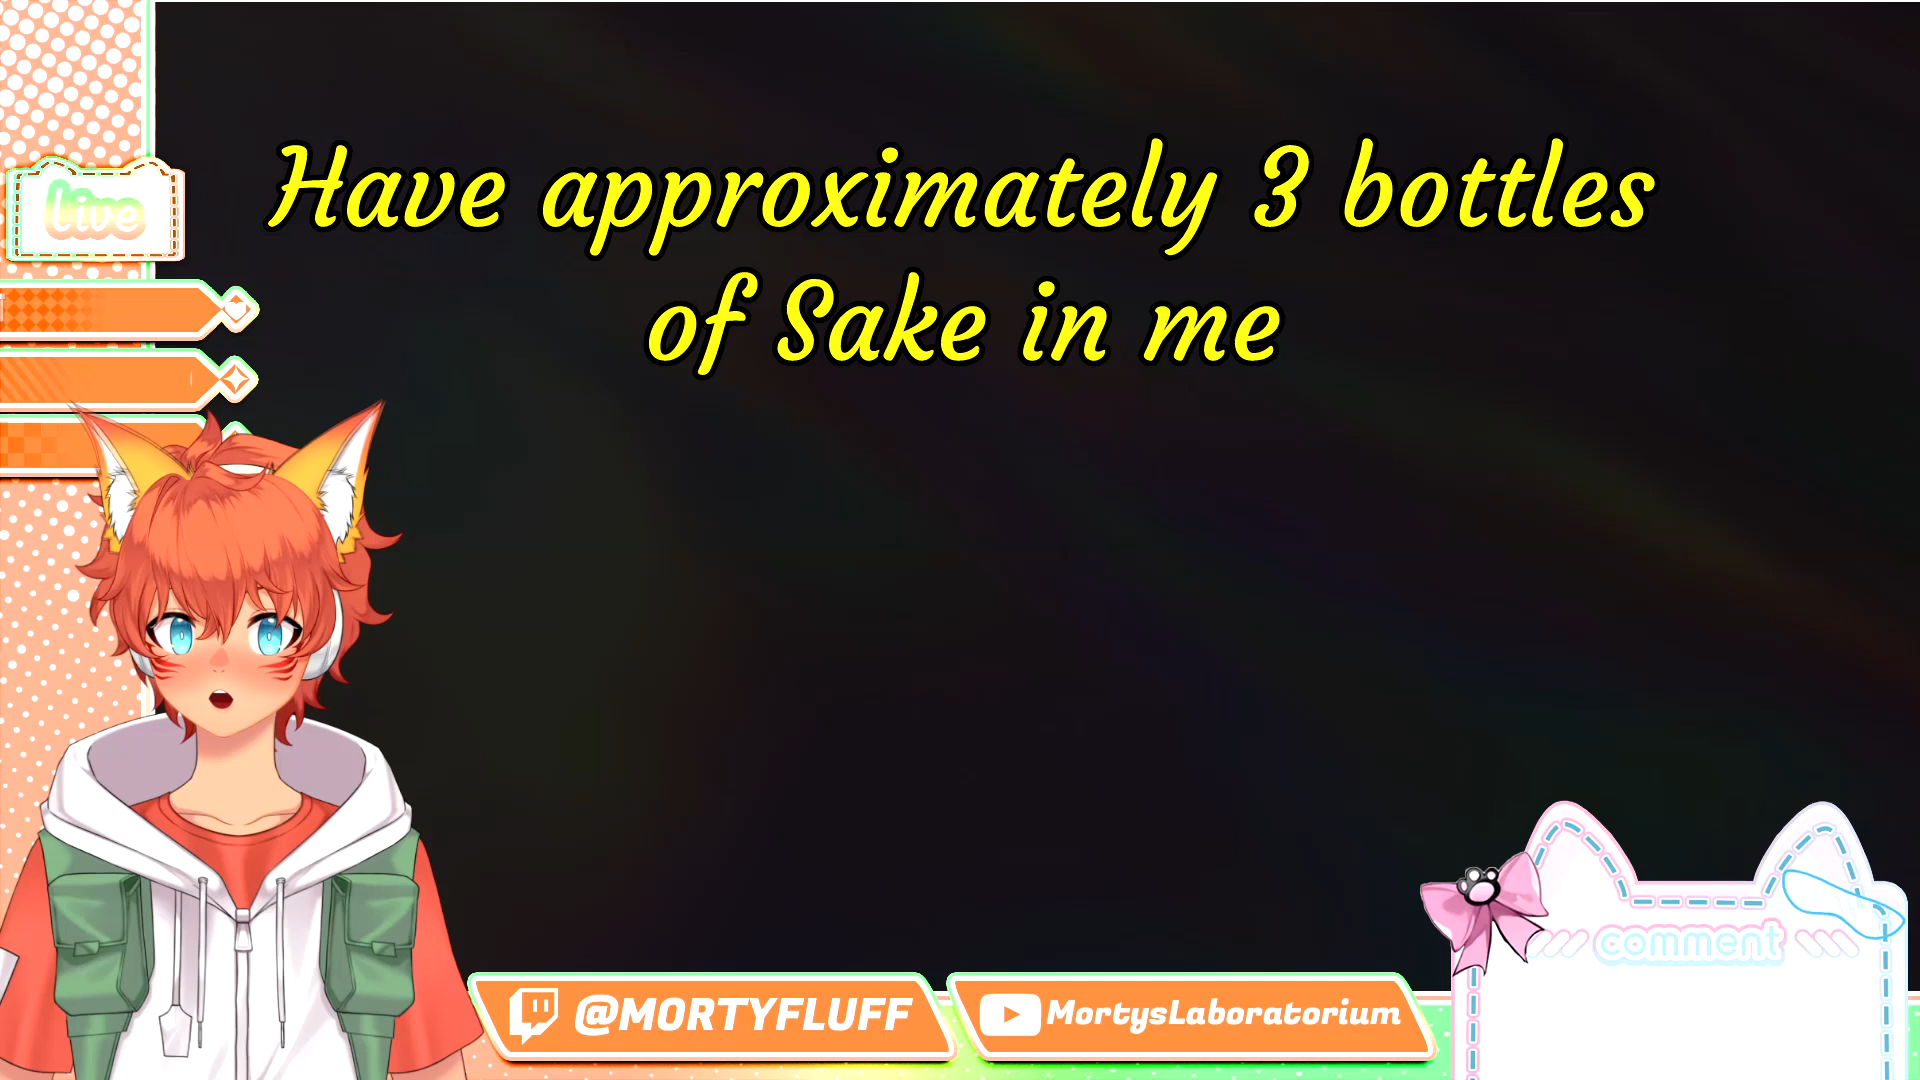 Have approximately 3 bottles
of Sake in me
Live
comment
@MORTYFLUFF
MortysLaboratorium